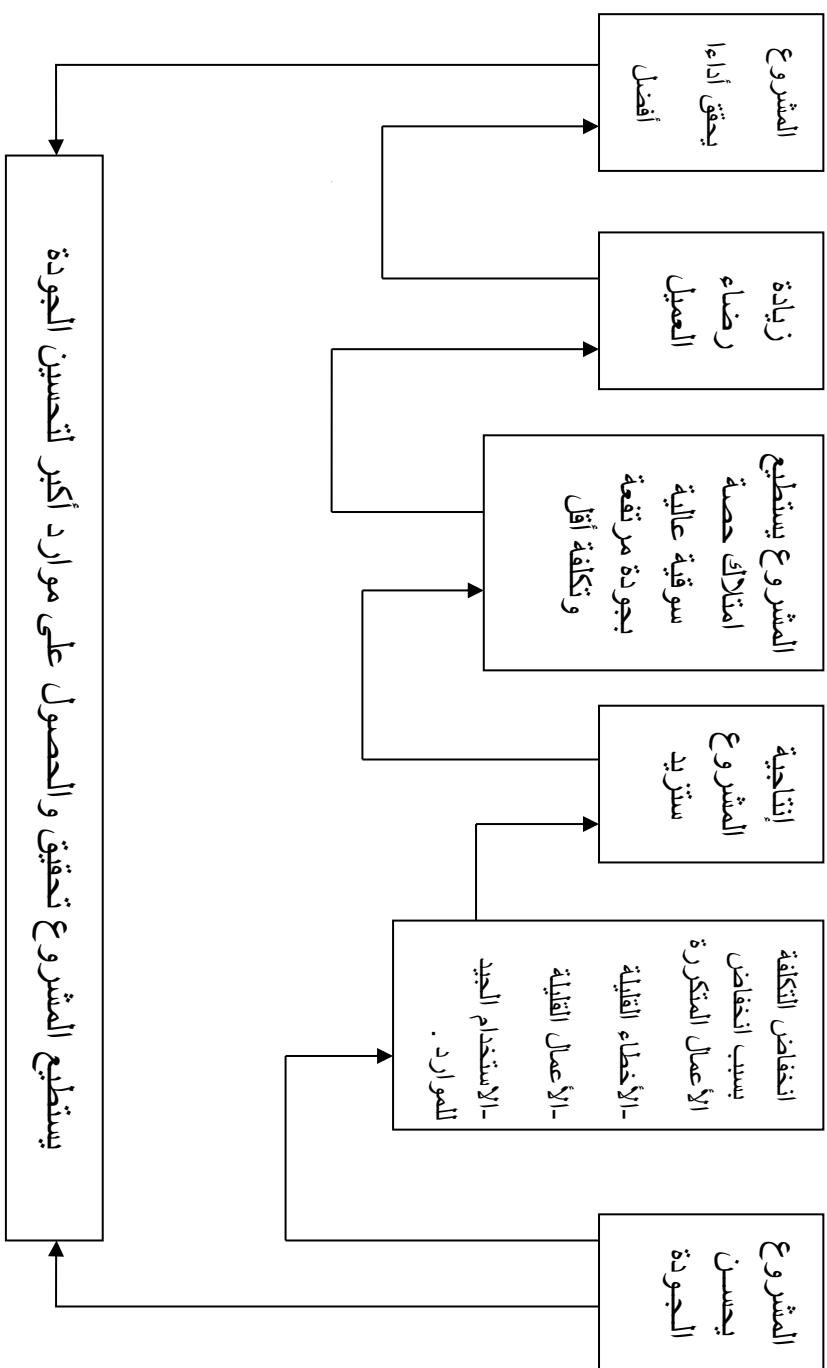 المشروع
يحسن
الجودة
انخفاض التكلفة
بسبب انخفاض
الأعمال المتكررة
-الأخطاء القليلة
-الأعمال القليلة
-الاستخدام الجيد
للموارد .
إنتاجية
المشروع
ستزيد
المشروع يستطيع
امتلاك حصة
سوقية عالية
بجودة مرتفعة
وتكلفة أقل
زيادة
رضاء
العميل
المشروع
يحقق أداءا
أفضل
يستطيع المشروع تحقيق والحصول على موارد أكبر لتحسين الجودة